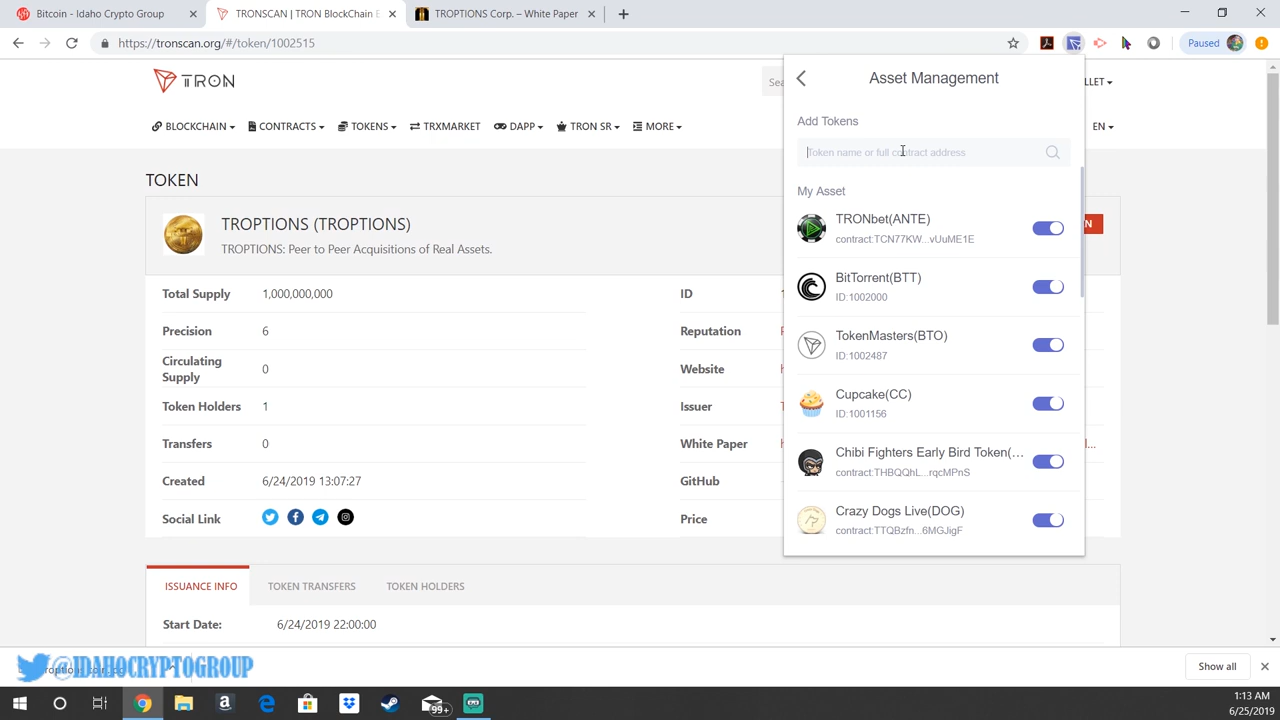 Bitcoin - Idaho Crypto Group
TRONSCAN | TRON BlockChain E
TROPTIONS Corp. – White Paper
https://tronscan.org/#/token/1002515
Paused
TRON
Sea
LLET
BLOCKCHAIN
CONTRACTS
TOKENS
TRXMARKET
DAPP
TRON SR
MORE
EN
Asset Management
Add Tokens
Token name or full contract address
My Asset
TRONbet(ANTE)
contract:TCN77KW...vUuME1E
BitTorrent(BTT)
ID:1002000
TokenMasters(BTO)
ID:1002487
Cupcake(CC)
ID:1001156
Chibi Fighters Early Bird Token(...
contract:THBQQhL...rqcMPnS
Crazy Dogs Live(DOG)
contract:TTQBzfn...6MGJigF
TOKEN
TROPTIONS (TROPTIONS)
TROPTIONS: Peer to Peer Acquisitions of Real Assets.
N
Total Supply 1,000,000,000
ID
Precision 6
Reputation
Circulating
Supply 0
Website
Token Holders 1
Issuer
Transfers 0
White Paper
Created 6/24/2019 13:07:27
GitHub
Social Link
Price
ISSUANCE INFO
TOKEN TRANSFERS
TOKEN HOLDERS
Start Date: 6/24/2019 22:00:00
@IDAHOCRYPTOGROUP
Show all
99+
1:13 AM
6/25/2019